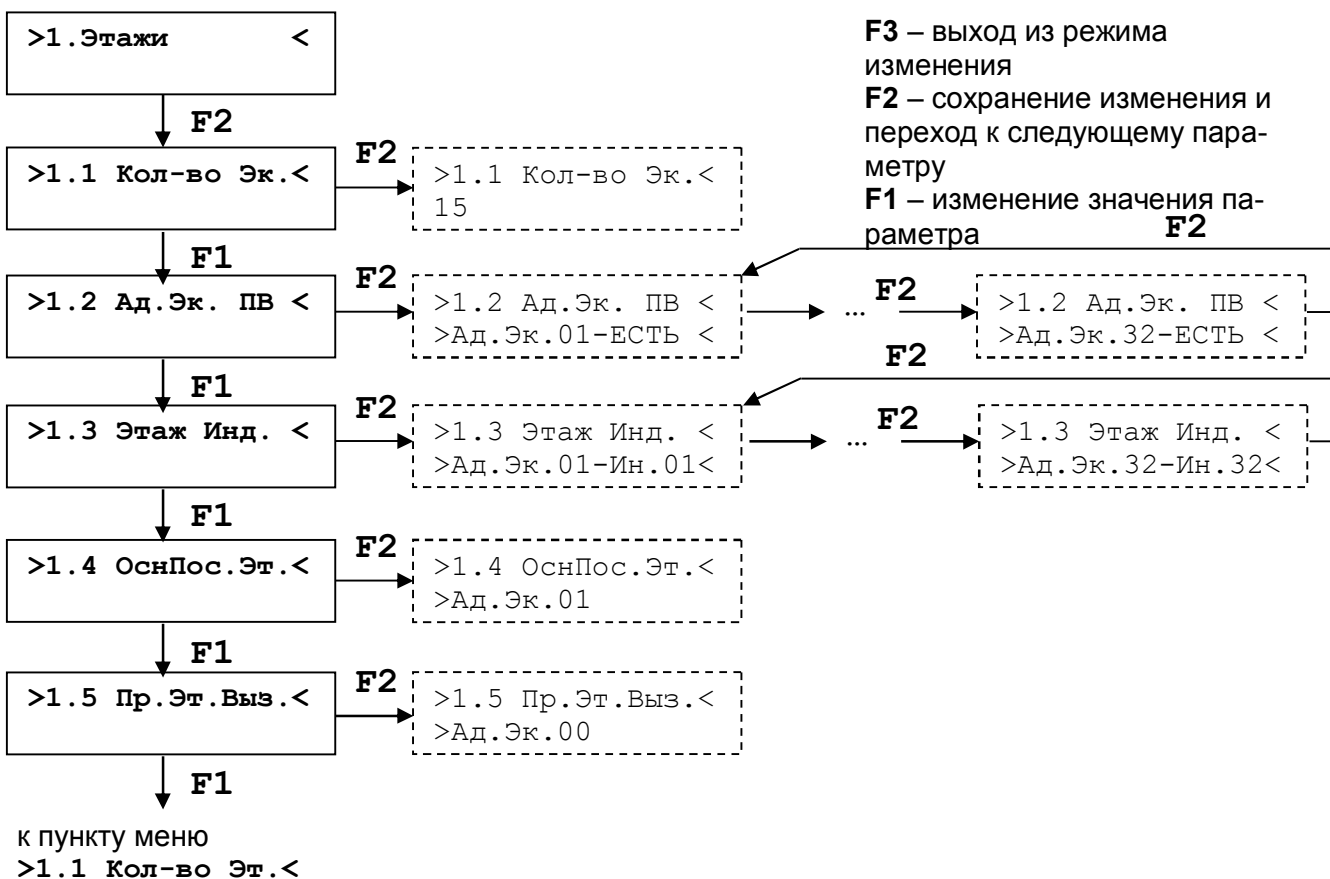 >1.Этажи <
F3 – выход из режима
изменения
F2 – сохранение изменения и
переход к следующему пара-
метру
F1 – изменение значения па-
раметра
F2
>1.1 Кол-во Эк.<
F2
>1.1 Кол-во Эк.<
15
F1
F2
>1.2 Ад.Эк. ПВ <
F2
>1.2 Ад.Эк. ПВ <
>Ад.Эк.01-ЕСТЬ <
...
F2
>1.2 Ад.Эк. ПВ <
>Ад.Эк.32-ЕСТЬ <
F1
F2
>1.3 Этаж Инд. <
F2
>1.3 Этаж Инд. <
>Ад.Эк.01-Ин.01<
...
F2
>1.3 Этаж Инд. <
>Ад.Эк.32-Ин.32<
F1
>1.4 ОснПос.Эт.<
F2
>1.4 ОснПос.Эт.<
>Ад.Эк.01
F1
>1.5 Пр.Эт.Выз.<
F2
>1.5 Пр.Эт.Выз.<
>Ад.Эк.00
F1
к пункту меню
>1.1 Кол-во Эт.<